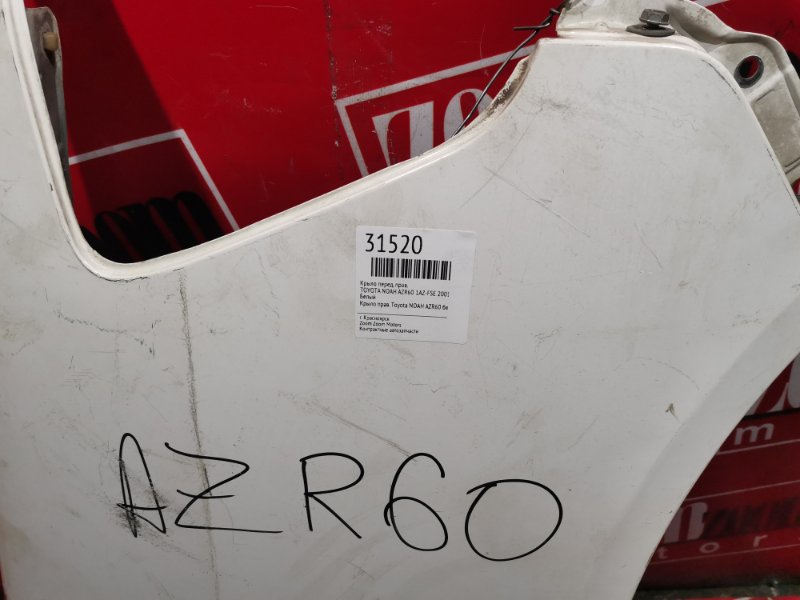 31520
Крыло перед. прав.
TOYOTA NOAH AZR60 1AZ-FSE 2001
Белый
Крыло прав. Toyota NOAH AZR60 бе
г. Красноярск
Zoom Zoom Motors
Контрактные автозапчасти
AZR60